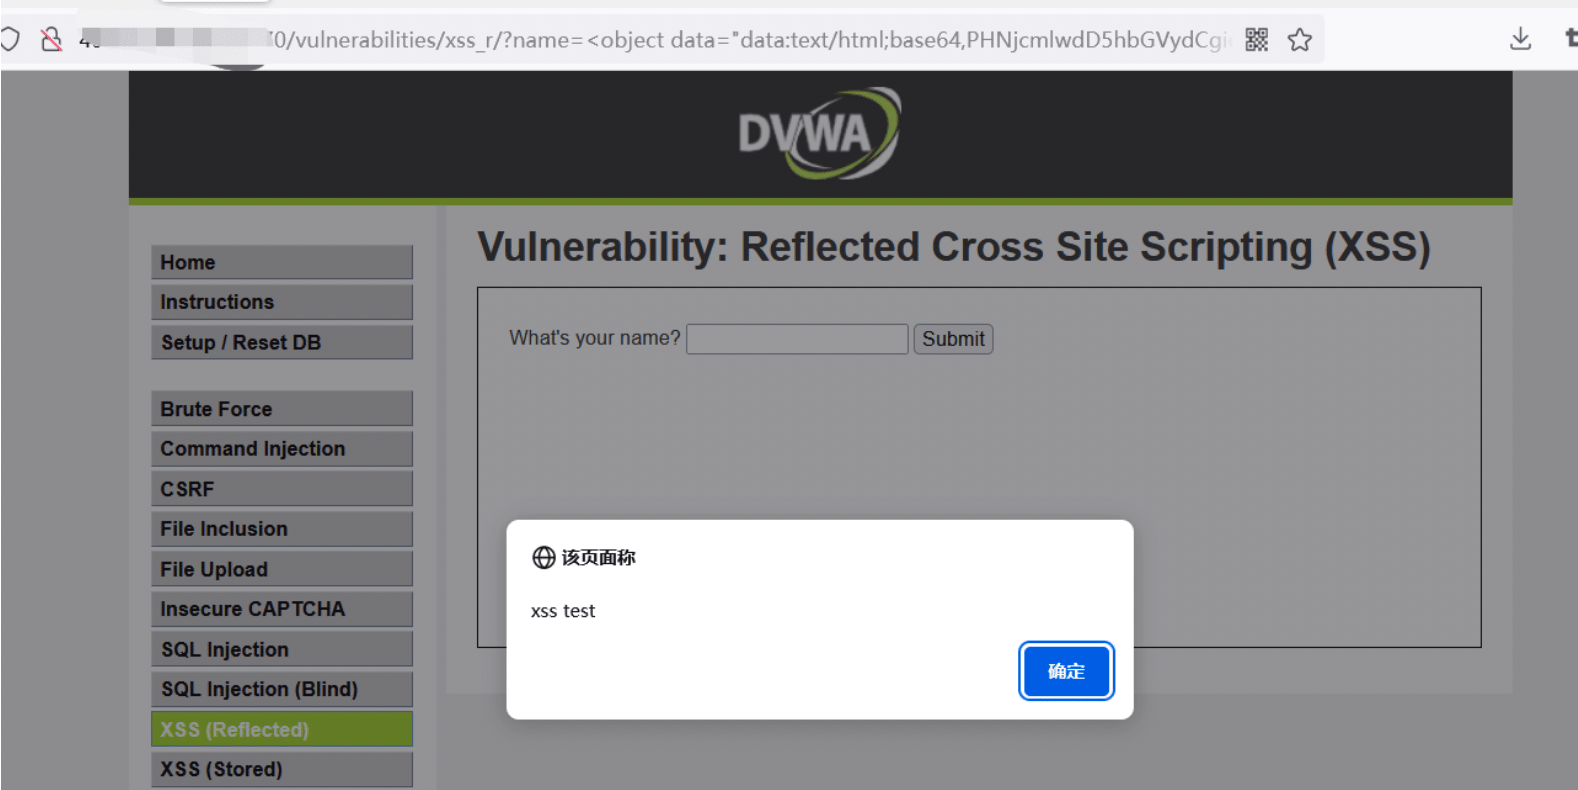 0/vulnerabilities/xss_r/?name=<object data="data:text/html;base64,PHNjcmlwdD5hbGVydCgi
DVWA
Vulnerability: Reflected Cross Site Scripting (XSS)
Home
Instructions
Setup / Reset DB
Brute Force
Command Injection
CSRF
File Inclusion
File Upload
Insecure CAPTCHA
SQL Injection
SQL Injection (Blind)
XSS (Reflected)
XSS (Stored)
What's your name?
Submit
该页面称
xss test
确定